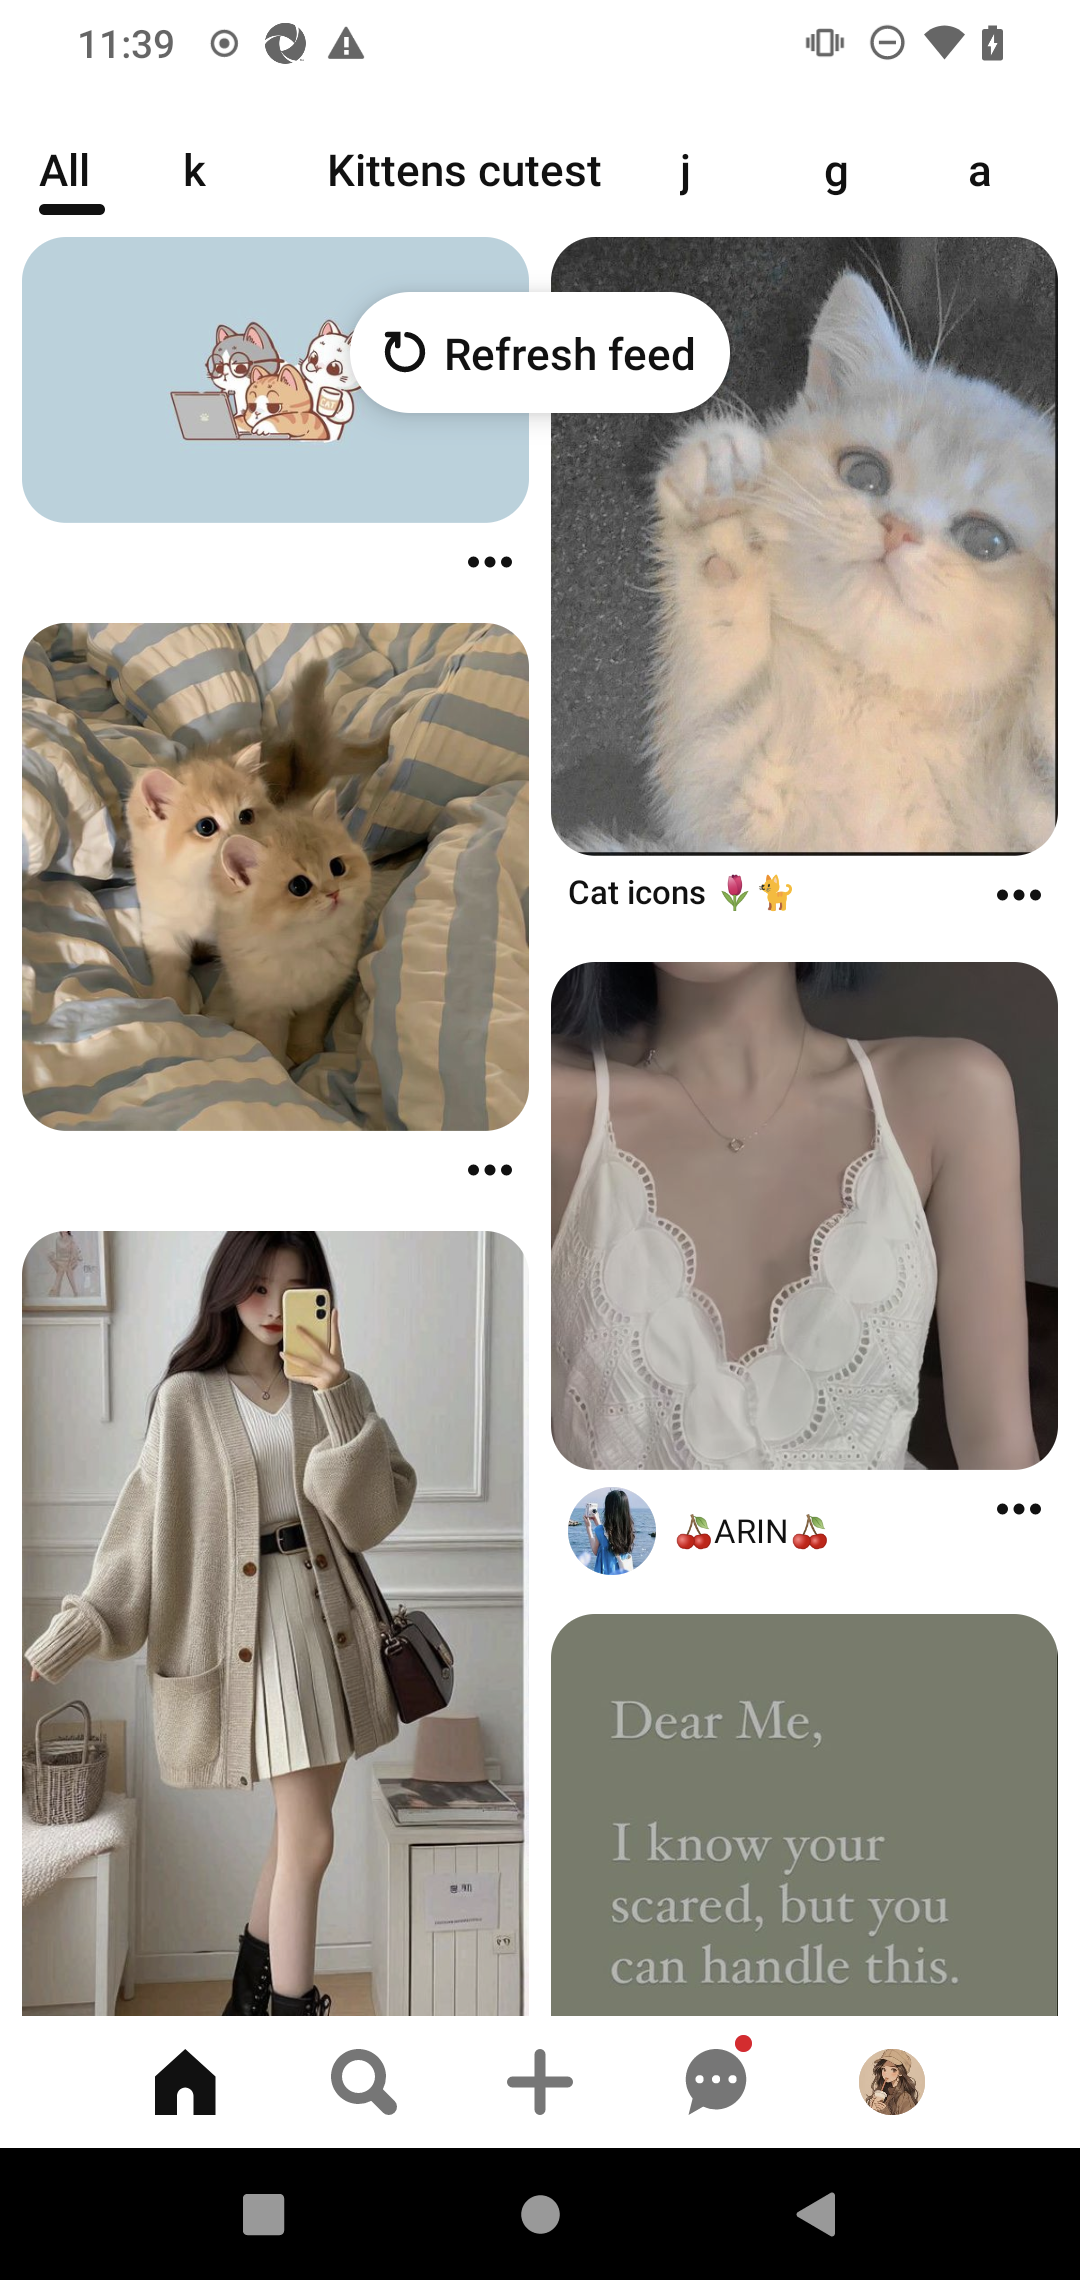 11:39
All k Kittens cutest j g a
Refresh feed
CAT
Cat icons 🌷🐈
🍒ARIN🍒
Dear Me,
I know your
scared, but you
can handle this.